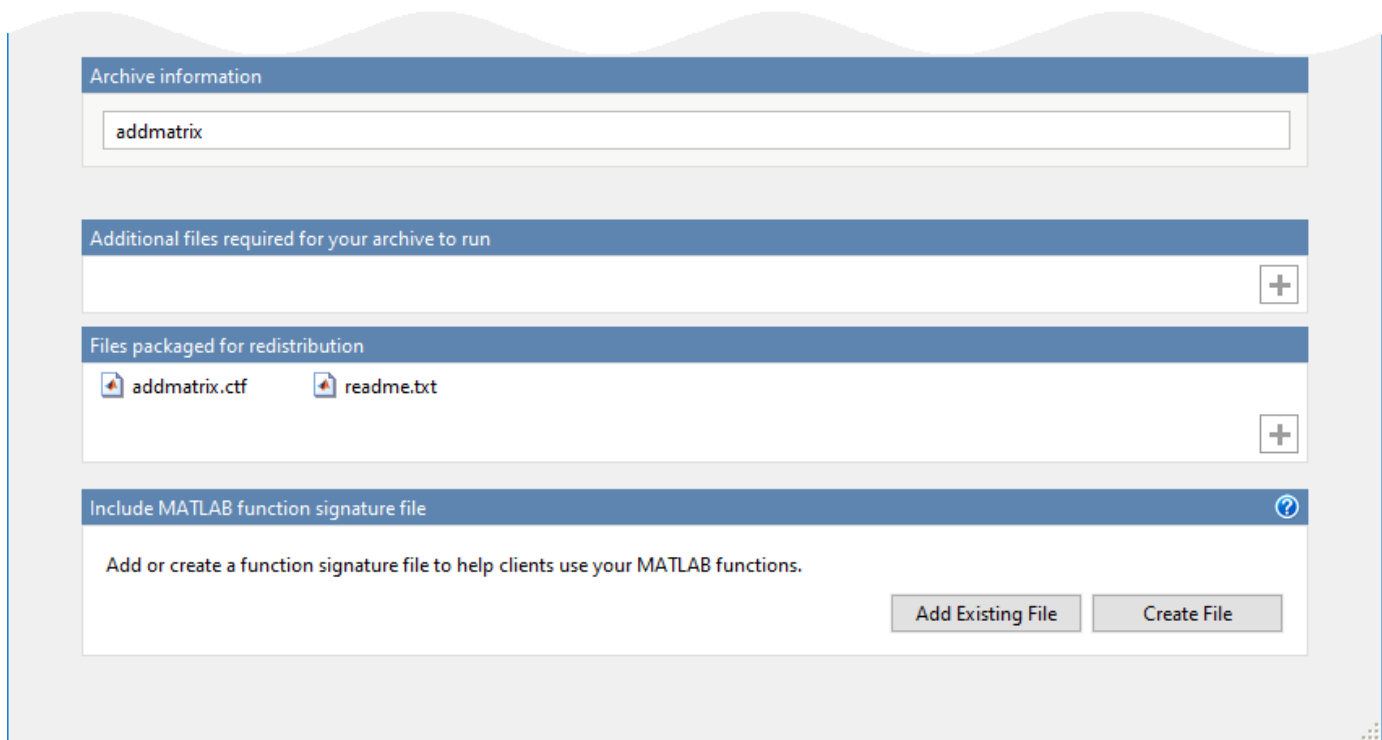 Archive information
addmatrix
Additional files required for your archive to run
Files packaged for redistribution
addmatrix.ctf readme.txt
Include MATLAB function signature file
Add or create a function signature file to help clients use your MATLAB functions.
Add Existing File Create File